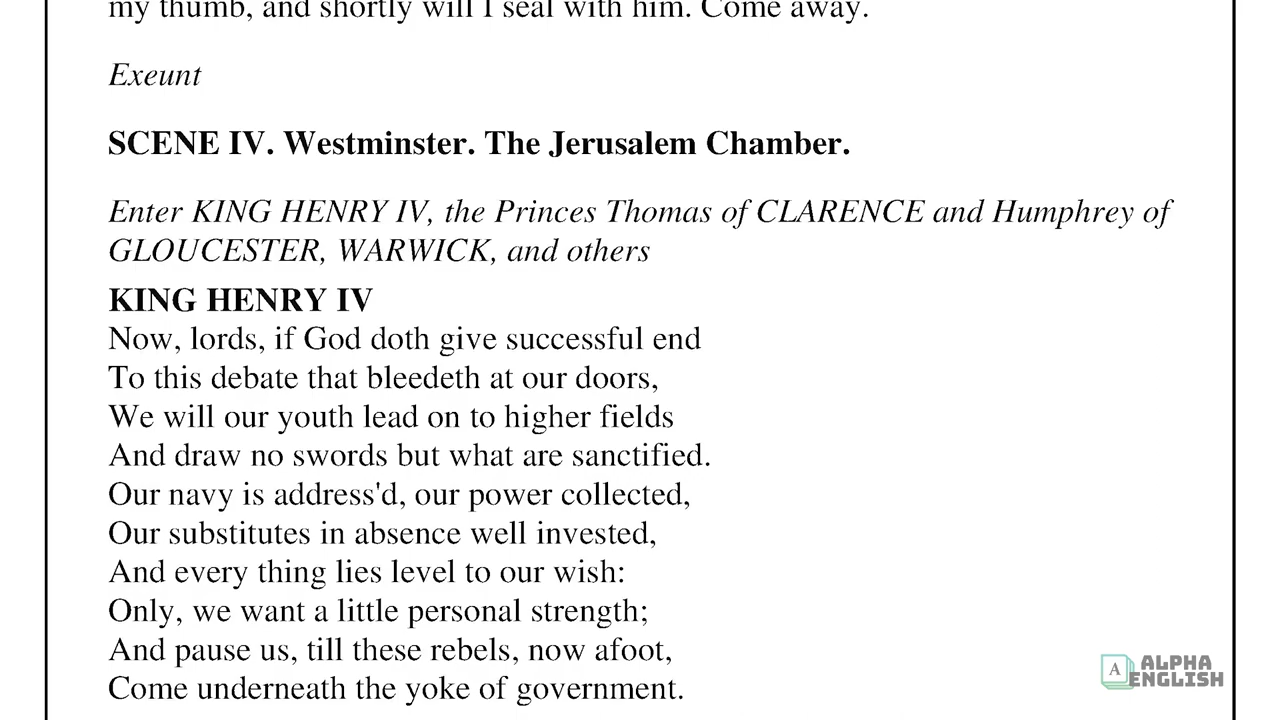 my thumb, and shortly will I seal with him. Come away.
Exeunt
SCENE IV. Westminster. The Jerusalem Chamber.
Enter KING HENRY IV, the Princes Thomas of CLARENCE and Humphrey of
GLOUCESTER, WARWICK, and others
KING HENRY IV
Now, lords, if God doth give successful end
To this debate that bleedeth at our doors,
We will our youth lead on to higher fields
And draw no swords but what are sanctified.
Our navy is address'd, our power collected,
Our substitutes in absence well invested,
And every thing lies level to our wish:
Only, we want a little personal strength;
And pause us, till these rebels, now afoot,
Come underneath the yoke of government.
A
ALPHA
ENGLISH